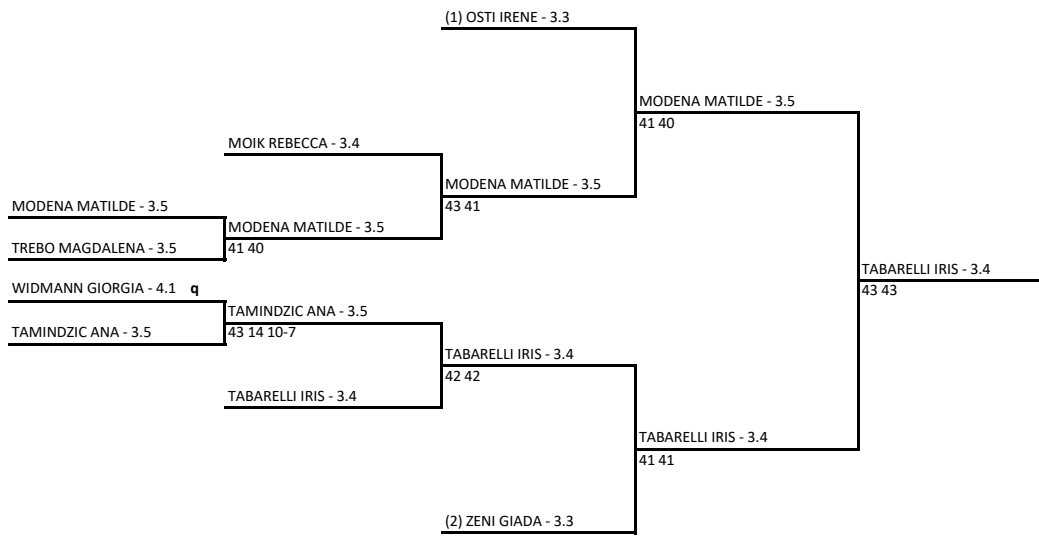 (1) OSTI IRENE - 3.3
MODENA MATILDE - 3.5
41 40
MOIK REBECCA - 3.4
MODENA MATILDE - 3.5
43 41
MODENA MATILDE - 3.5
MODENA MATILDE - 3.5
TREBO MAGDALENA - 3.5
41 40
TABARELLI IRIS - 3.4
43 43
WIDMANN GIORGIA - 4.1 q
TAMINDZIC ANA - 3.5
TAMINDZIC ANA - 3.5
43 14 10-7
TABARELLI IRIS - 3.4
42 42
TABARELLI IRIS - 3.4
TABARELLI IRIS - 3.4
41 41
(2) ZENI GIADA - 3.3